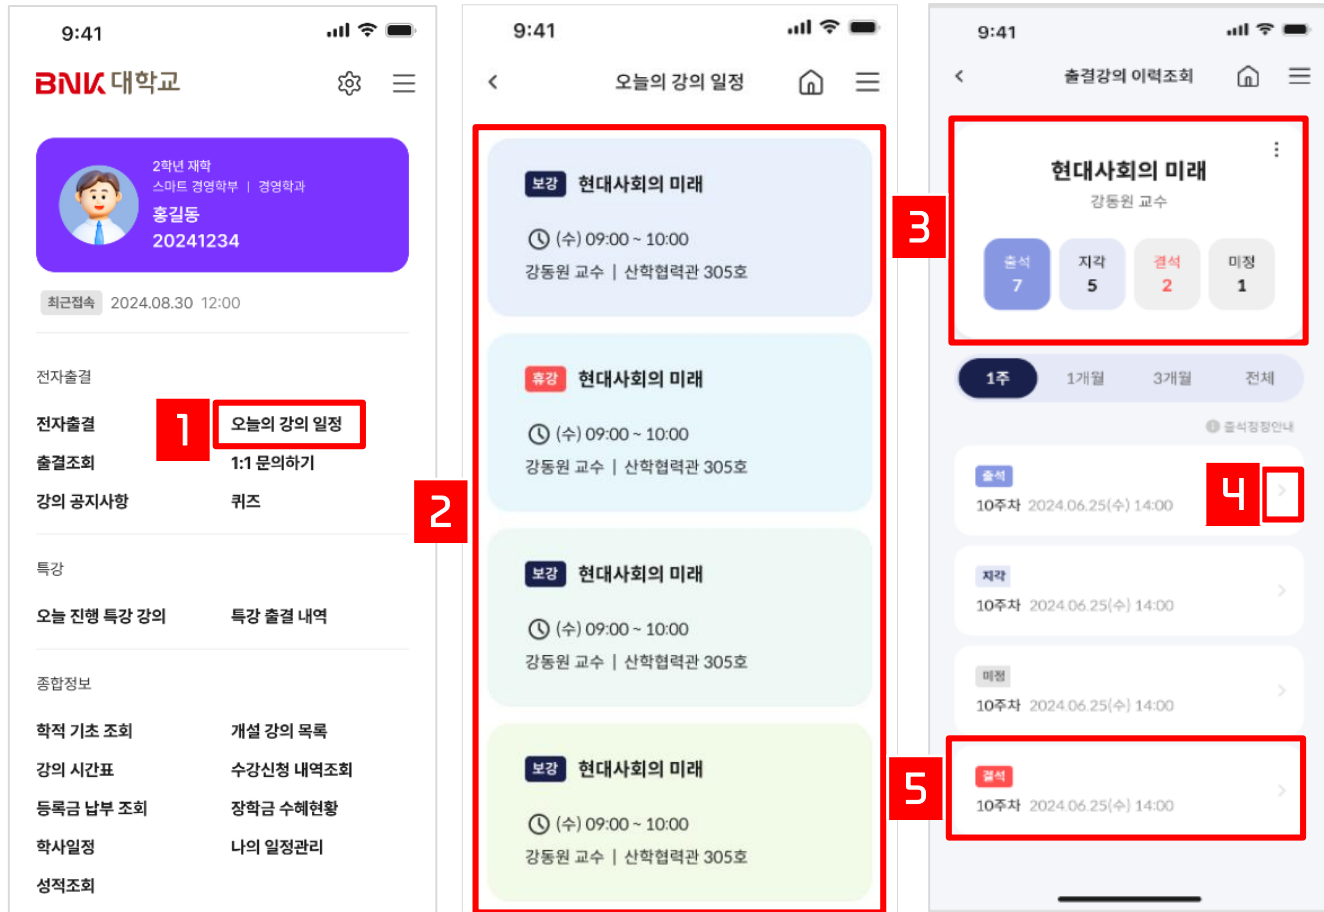 9:41
BNK 대학교
2학년 재학
스마트 경영학부 | 경영학과
홍길동
20241234
최근접속 2024.08.30 12:00
전자출결
전자출결
1
오늘의 강의 일정
출결조회
1:1 문의하기
강의 공지사항
퀴즈
특강
오늘 진행 특강 강의
특강 출결 내역
종합정보
학적 기초 조회
개설 강의 목록
강의 시간표
수강신청 내역조회
등록금 납부 조회
장학금 수혜현황
학사일정
나의 일정관리
성적조회
9:41
오늘의 강의 일정
2
보강 현대사회의 미래
(수) 09:00 ~ 10:00
강동원 교수 | 산학협력관 305호
휴강 현대사회의 미래
(수) 09:00 ~ 10:00
강동원 교수 | 산학협력관 305호
보강 현대사회의 미래
(수) 09:00 ~ 10:00
강동원 교수 | 산학협력관 305호
보강 현대사회의 미래
(수) 09:00 ~ 10:00
강동원 교수 | 산학협력관 305호
9:41
출결강의 이력조회
3
현대사회의 미래
강동원 교수
출석 지각 결석 미정
7 5 2 1
1주 1개월 3개월 전체
출석정정안내
출석
10주차 2024.06.25(수) 14:00
4
지각
10주차 2024.06.25(수) 14:00
미정
10주차 2024.06.25(수) 14:00
5
결석
10주차 2024.06.25(수) 14:00